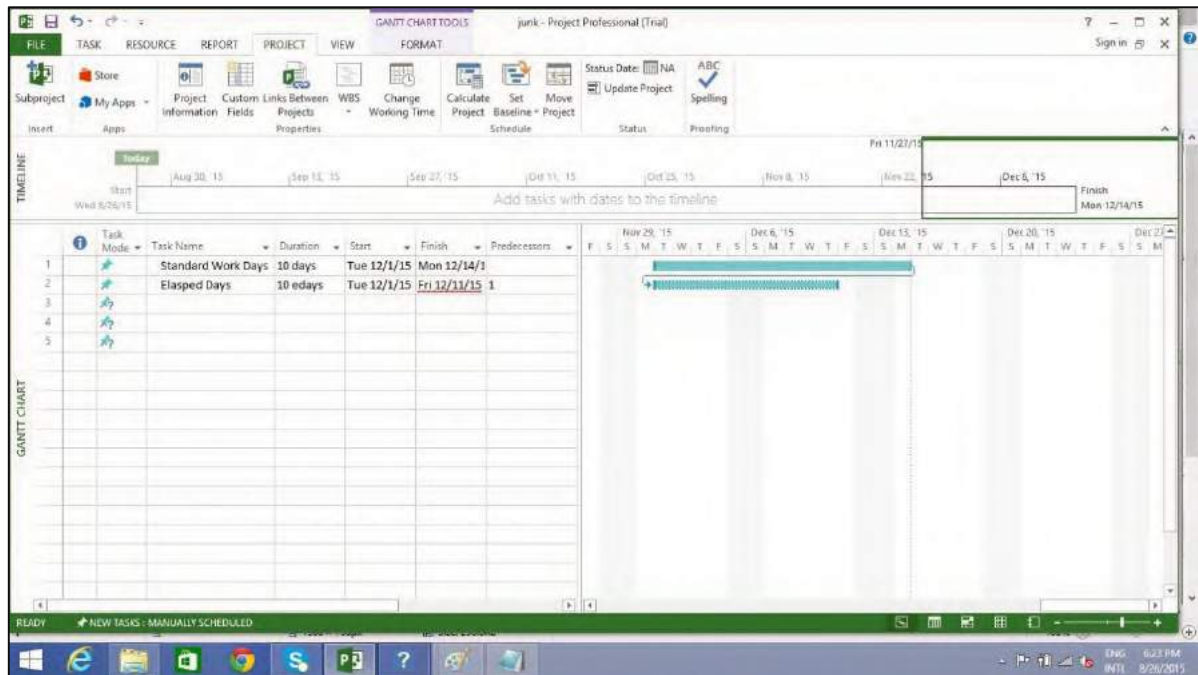 GANTT CHART TOOLS junk - Project Professional (Trial)
FILE TASK RESOURCE REPORT PROJECT VIEW FORMAT Sign in
Subproject Store My Apps Project Information Custom Fields Links Between Projects WBS Change Working Time Calculate Project Set Baseline Move Project Status Date: NA Update Project ABC Spelling
Insert Apps Properties Schedule Status Proofing
TIMELINE
Fri 11/27/15
Today
Aug 30, '15 Sep 13, '15 Sep 27, '15 Oct 11, '15 Oct 25, '15 Nov 8, '15 Nov 22, '15 Dec 6, '15
Start
Wed 8/26/15
Add tasks with dates to the timeline
Finish
Mon 12/14/15
GANTT CHART
Task Mode Task Name Duration Start Finish Predecessors
Nov 29, '15 Dec 6, '15 Dec 13, '15 Dec 20, '15 Dec 27
F S S M T W T F S S M T W T F S S M T W T F S S M T W T F S S M
1 Standard Work Days 10 days Tue 12/1/15 Mon 12/14/1
2 Elasped Days 10 edays Tue 12/1/15 Fri 12/11/15 1
3
4
5
READY NEW TASKS : MANUALLY SCHEDULED
ENG 6:23 PM
INTL 8/26/2015